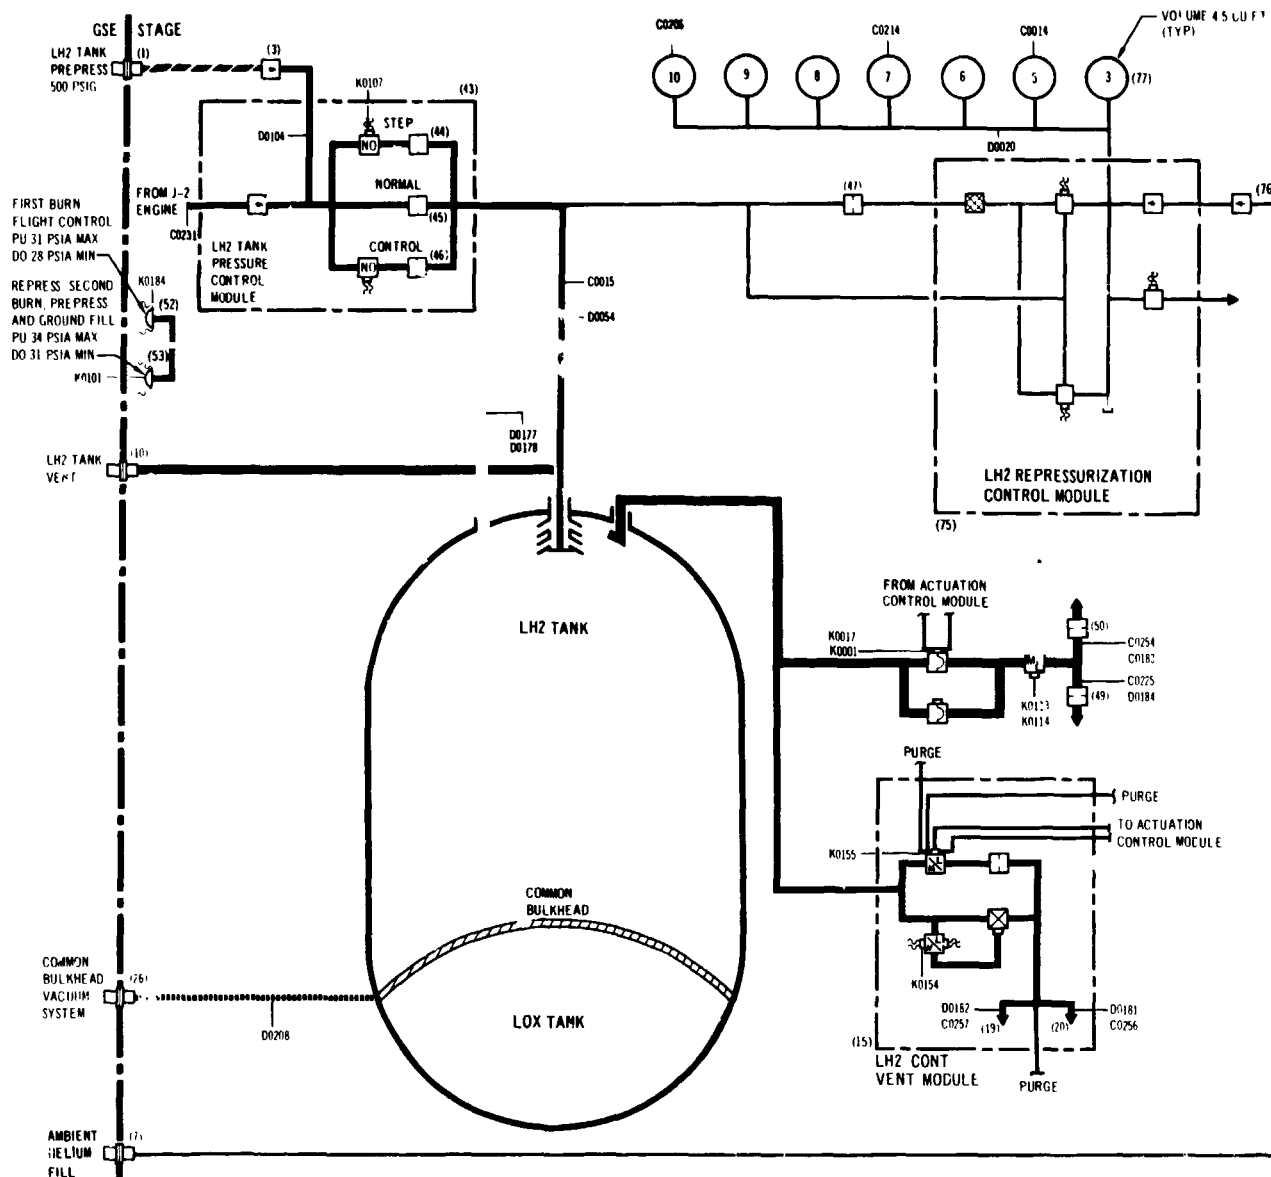 GSE STAGE
LH2 TANK
PREPRESS
500 PSIG
(1)
(3)
D0104
(43)
K0107
STEP
NO
(44)
NORMAL
(45)
CONTROL
NO
(46)
FROM J-2
ENGINE
C0231
LH2 TANK
PRESSURE
CONTROL
MODULE
FIRST BURN
FLIGHT CONTROL
PU 31 PSIA MAX
DO 28 PSIA MIN
K0184
(52)
REPRESS SECOND
BURN, PREPRESS
AND GROUND FILL
PU 34 PSIA MAX
DO 31 PSIA MIN
(53)
K0101
C0206
C0214
C0014
VOLUME 4.5 CU FT
(TYP)
10
9
8
7
6
5
3
(77)
D0020
(47)
(76
C0015
D0054
D0177
D0178
LH2 REPRESSURIZATION
CONTROL MODULE
(75)
LH2 TANK
VENT
(10)
LH2 TANK
FROM ACTUATION
CONTROL MODULE
K0017
K0001
(50)
C0254
C0183
C0225
D0184
(49)
K0113
K0114
PURGE
PURGE
TO ACTUATION
CONTROL MODULE
K0155
K0154
D0182
C0257
(19)
(20)
D0181
C0256
(15)
LH2 CONT
VENT MODULE
PURGE
COMMON
BULKHEAD
LOX TANK
COMMON
BULKHEAD
VACUUM
SYSTEM
(26)
D0208
AMBIENT
HELIUM
FILL
(7)